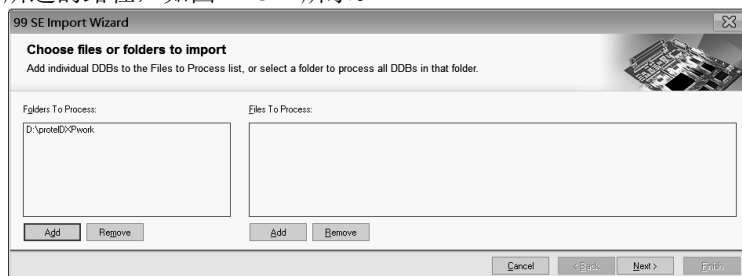 99 SE Import Wizard
Choose files or folders to import
Add individual DDBs to the Files to Process list, or select a folder to process all DDBs in that folder.
Folders To Process:
Files To Process:
D:\protelDXPwork
Add
Remove
Add
Remove
Cancel
< Back
Next >
Finish